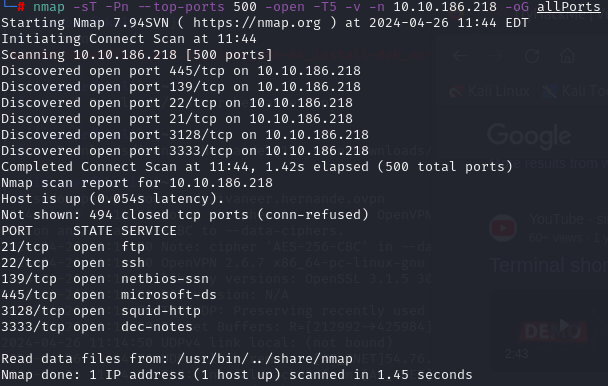 # nmap -sT -Pn --top-ports 500 -open -T5 -v -n 10.10.186.218 -oG allPorts
Starting Nmap 7.94SVN ( https://nmap.org ) at 2024-04-26 11:44 EDT
Initiating Connect Scan at 11:44
Scanning 10.10.186.218 [500 ports]
Discovered open port 445/tcp on 10.10.186.218
Discovered open port 139/tcp on 10.10.186.218
Discovered open port 22/tcp on 10.10.186.218
Discovered open port 21/tcp on 10.10.186.218
Discovered open port 3128/tcp on 10.10.186.218
Discovered open port 3333/tcp on 10.10.186.218
Completed Connect Scan at 11:44, 1.42s elapsed (500 total ports)
Nmap scan report for 10.10.186.218
Host is up (0.054s latency).
Not shown: 494 closed tcp ports (conn-refused)
PORT     STATE SERVICE
21/tcp   open  ftp
22/tcp   open  ssh
139/tcp  open  netbios-ssn
445/tcp  open  microsoft-ds
3128/tcp open  squid-http
3333/tcp open  dec-notes
Read data files from: /usr/bin/../share/nmap
Nmap done: 1 IP address (1 host up) scanned in 1.45 seconds
Kali Linux
Google
YouTube
Terminal
2:43